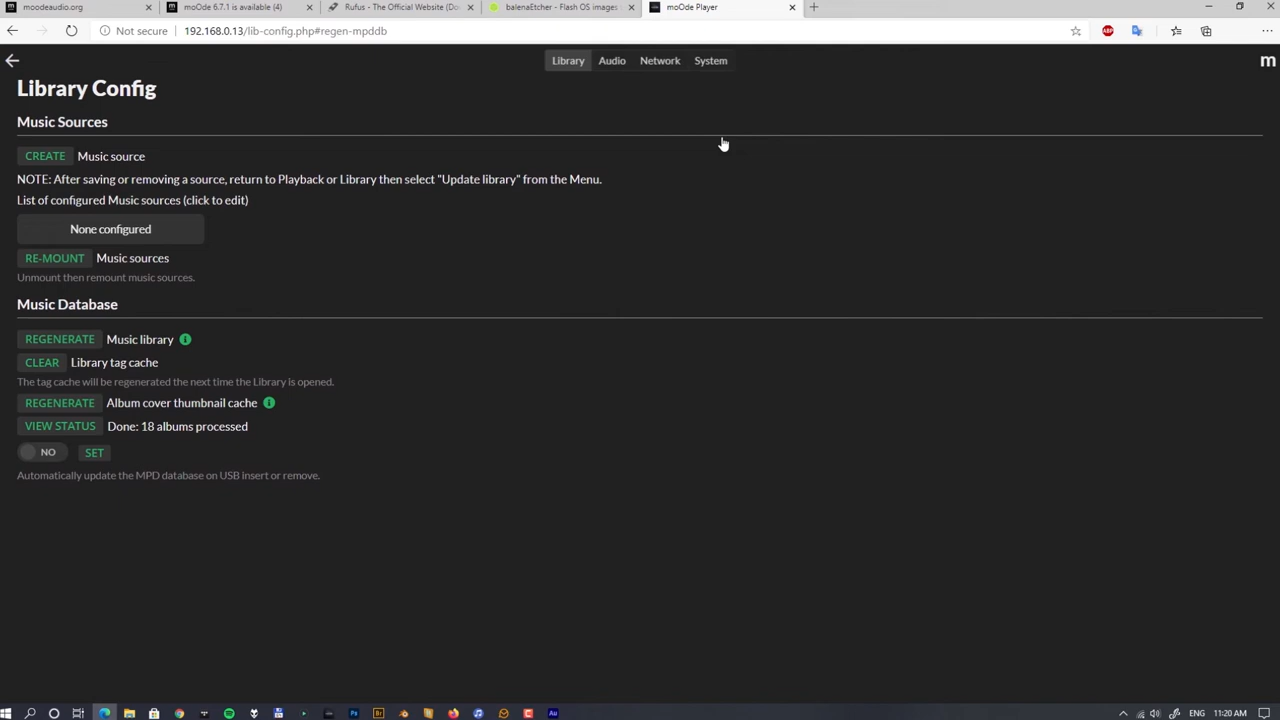 moodeaudio.org
moOde 6.7.1 is available (4)
Rufus - The Official Website (Do
balenaEtcher - Flash OS images
moOde Player
Not secure
192.168.0.13/lib-config.php#regen-mpddb
ABP
Library
Audio
Network
System
m
Library Config
Music Sources
CREATE Music source
NOTE: After saving or removing a source, return to Playback or Library then select "Update library" from the Menu.
List of configured Music sources (click to edit)
None configured
RE-MOUNT Music sources
Unmount then remount music sources.
Music Database
REGENERATE Music library
CLEAR Library tag cache
The tag cache will be regenerated the next time the Library is opened.
REGENERATE Album cover thumbnail cache
VIEW STATUS Done: 18 albums processed
NO SET
Automatically update the MPD database on USB insert or remove.
Ps
Br
Au
ENG
11:20 AM